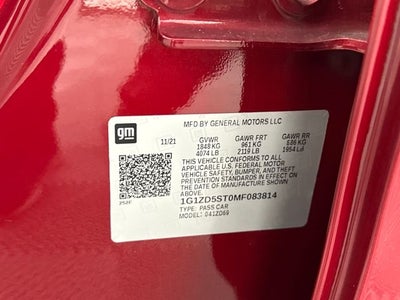 gm
MFD BY GENERAL MOTORS LLC
11/21 GVWR GAWR FRT GAWR RR
1848 KG 961 KG 886 KG
4074 LB 2119 LB 1954 LB
THIS VEHICLE CONFORMS TO ALL
APPLICABLE U.S. FEDERAL MOTOR
VEHICLE SAFETY, BUMPER, AND THEFT
PREVENTION STANDARDS IN EFFECT ON THE
DATE OF MANUFACTURE SHOWN
ABOVE.
1G1ZD5ST0MF083814
TYPE: PASS CAR
MODEL: 041ZD69